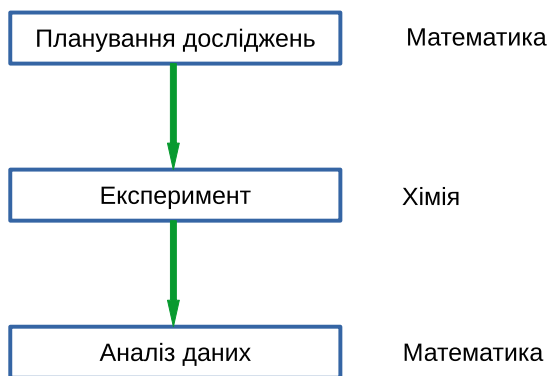 Планування досліджень
Математика
Експеримент
Хімія
Аналіз даних
Математика